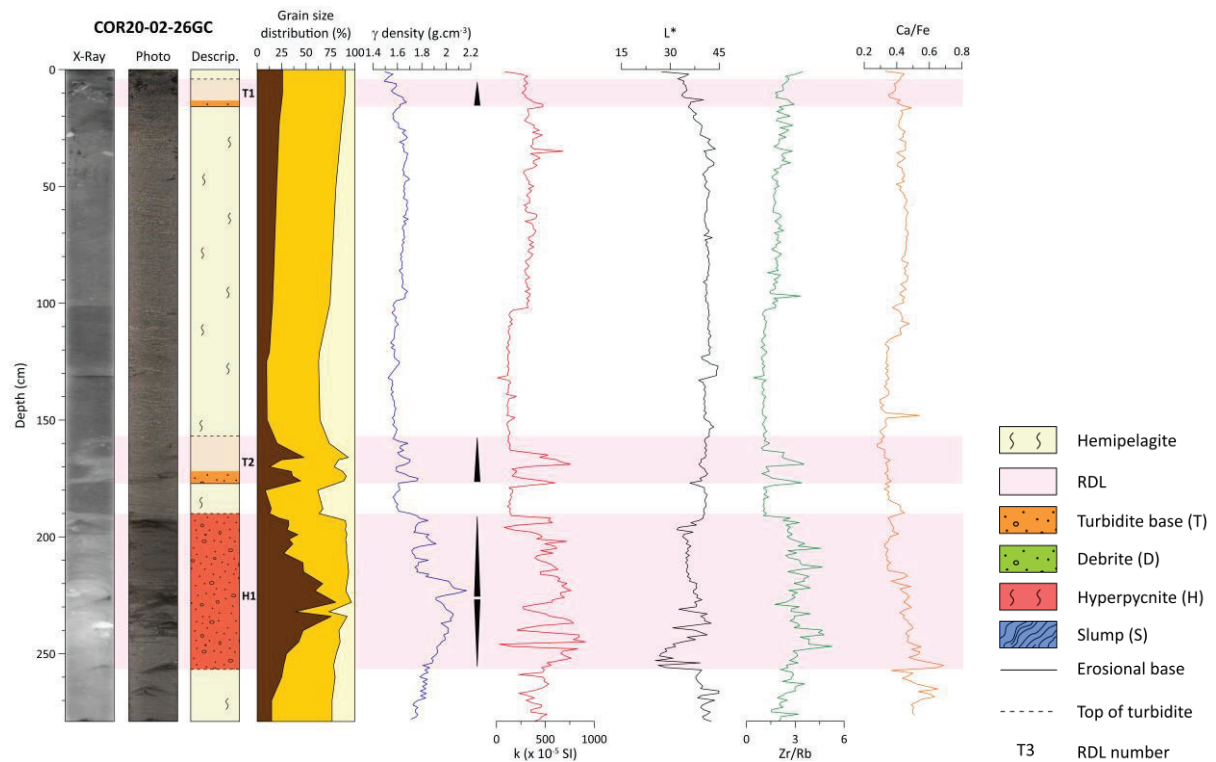 COR20-02-26GC
X-Ray
Photo
Descrip.
Grain size
distribution (%)
0 25 50 75 100
γ density (g.cm⁻³)
1.4 1.6 1.8 2 2.2
L*
15 30 45
Ca/Fe
0.2 0.4 0.6 0.8
Depth (cm)
0
50
100
150
200
250
T1
T2
H1
0 500 1000
k (x 10⁻⁵ SI)
0 3 6
Zr/Rb
Hemipelagite
RDL
Turbidite base (T)
Debrite (D)
Hyperpycnite (H)
Slump (S)
Erosional base
Top of turbidite
T3 RDL number